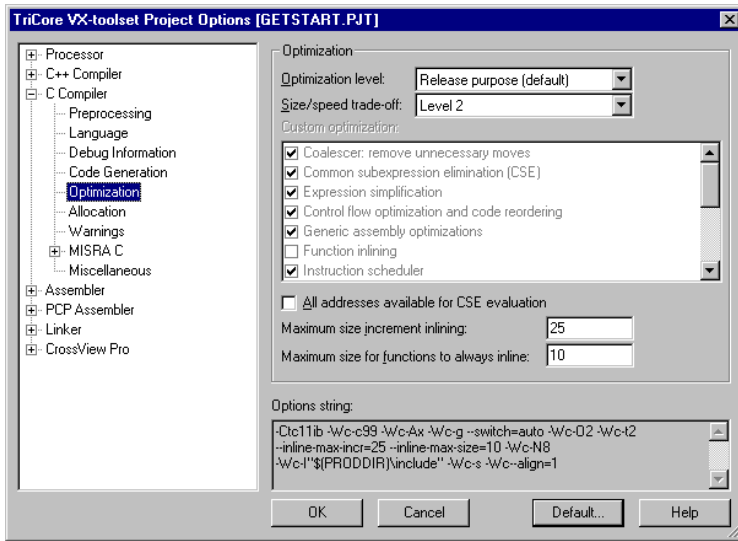 TriCore VX-toolset Project Options [GETSTART.PJT]
Processor
C++ Compiler
C Compiler
Preprocessing
Language
Debug Information
Code Generation
Optimization
Allocation
Warnings
MISRA C
Miscellaneous
Assembler
PCP Assembler
Linker
CrossView Pro
Optimization
Optimization level: Release purpose (default)
Size/speed trade-off: Level 2
Custom optimization:
Coalescer: remove unnecessary moves
Common subexpression elimination (CSE)
Expression simplification
Control flow optimization and code reordering
Generic assembly optimizations
Function inlining
Instruction scheduler
All addresses available for CSE evaluation
Maximum size increment inlining: 25
Maximum size for functions to always inline: 10
Options string:
-Ctc11ib -Wc-c99 -Wc-Ax -Wc-g --switch=auto -Wc-O2 -Wc-t2
--inline-max-incr=25 --inline-max-size=10 -Wc-N8
-Wc-I"$(PRODDIR)\include" -Wc-s -Wc--align=1
OK Cancel Default... Help